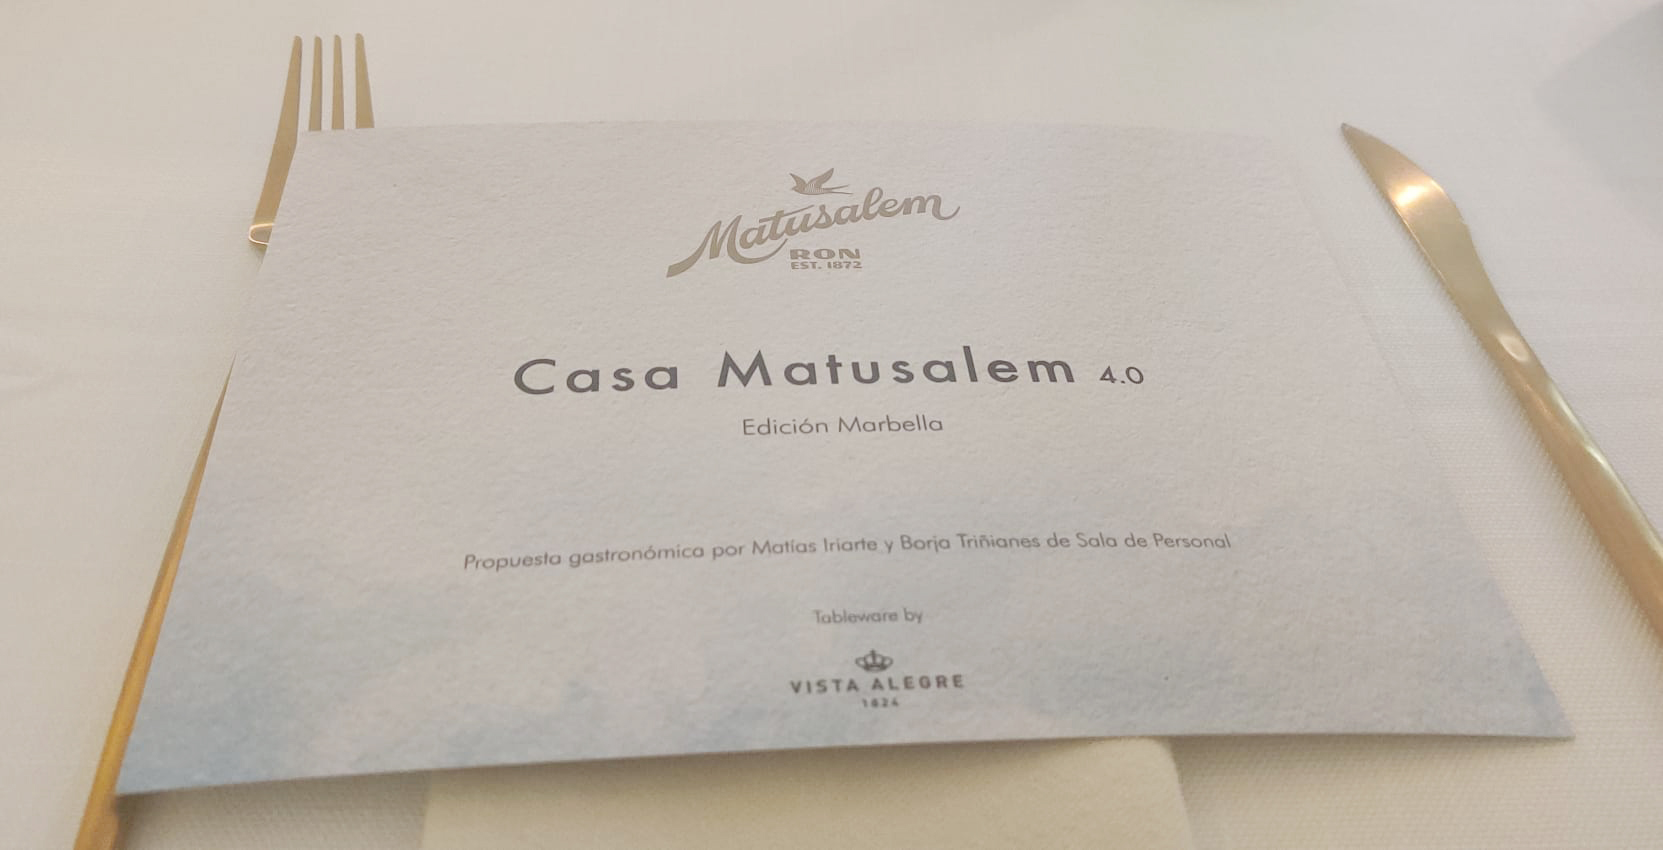 Matusalem
RON
EST. 1872
Casa Matusalem 4.0
Edición Marbella
Propuesta gastronómica por Matías Iriarte y Borja Triñianes de Sala de Personal
Tableware by
VISTA ALEGRE
1824